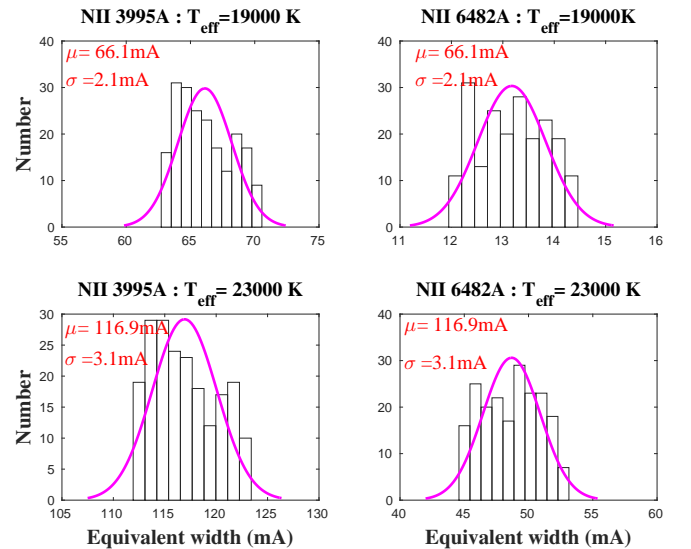 NII 3995A : T_eff=19000 K
μ= 66.1mA
σ =2.1mA
Number
40
30
20
10
0
55 60 65 70 75
NII 6482A : T_eff=19000K
μ= 66.1mA
σ =2.1mA
40
30
20
10
0
11 12 13 14 15 16
NII 3995A : T_eff= 23000 K
μ= 116.9mA
σ =3.1mA
Number
30
25
20
15
10
5
0
105 110 115 120 125 130
Equivalent width (mA)
NII 6482A : T_eff= 23000 K
μ= 116.9mA
σ =3.1mA
40
30
20
10
0
40 45 50 55 60
Equivalent width (mA)